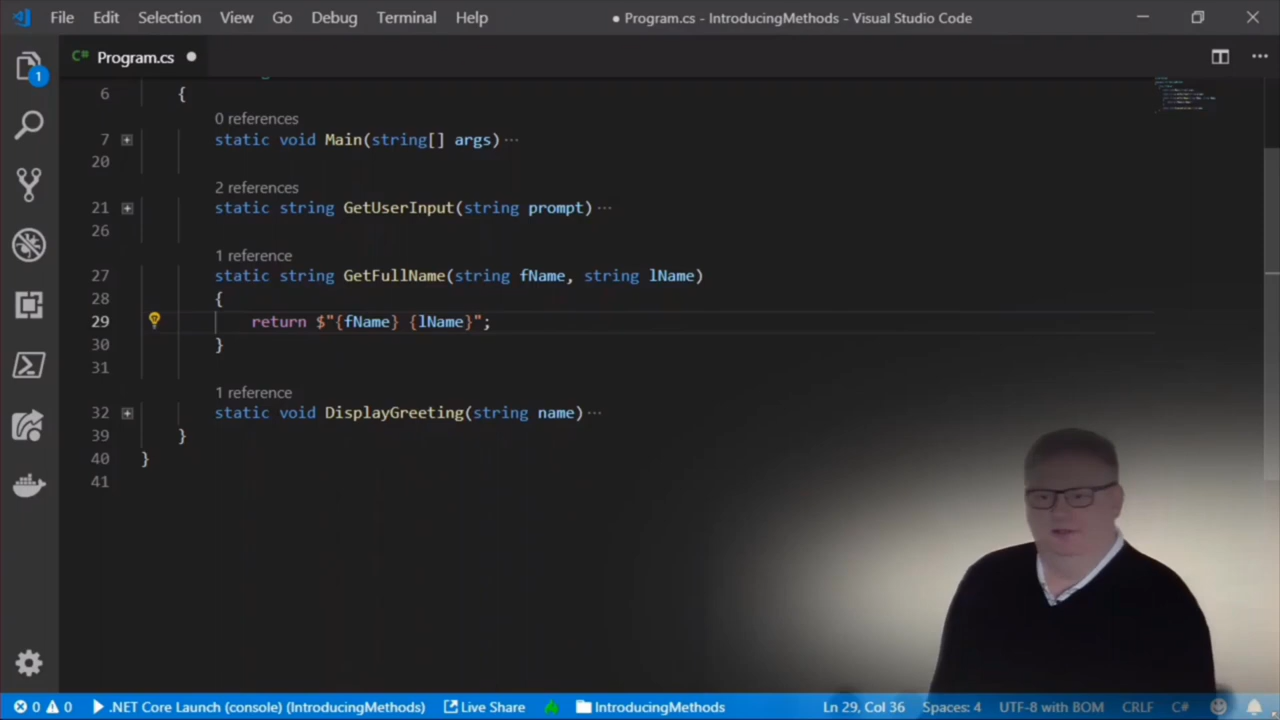 File Edit Selection View Go Debug Terminal Help ● Program.cs - IntroducingMethods - Visual Studio Code
C# Program.cs ●
1
6 {
0 references
7 static void Main(string[] args)···
20
2 references
21 static string GetUserInput(string prompt)···
26
1 reference
27 static string GetFullName(string fName, string lName)
28 {
29 return $"{fName} {lName}";
30 }
31
1 reference
32 static void DisplayGreeting(string name)···
39 }
40 }
41
0 0 .NET Core Launch (console) (IntroducingMethods) Live Share IntroducingMethods Ln 29, Col 36 Spaces: 4 UTF-8 with BOM CRLF C#